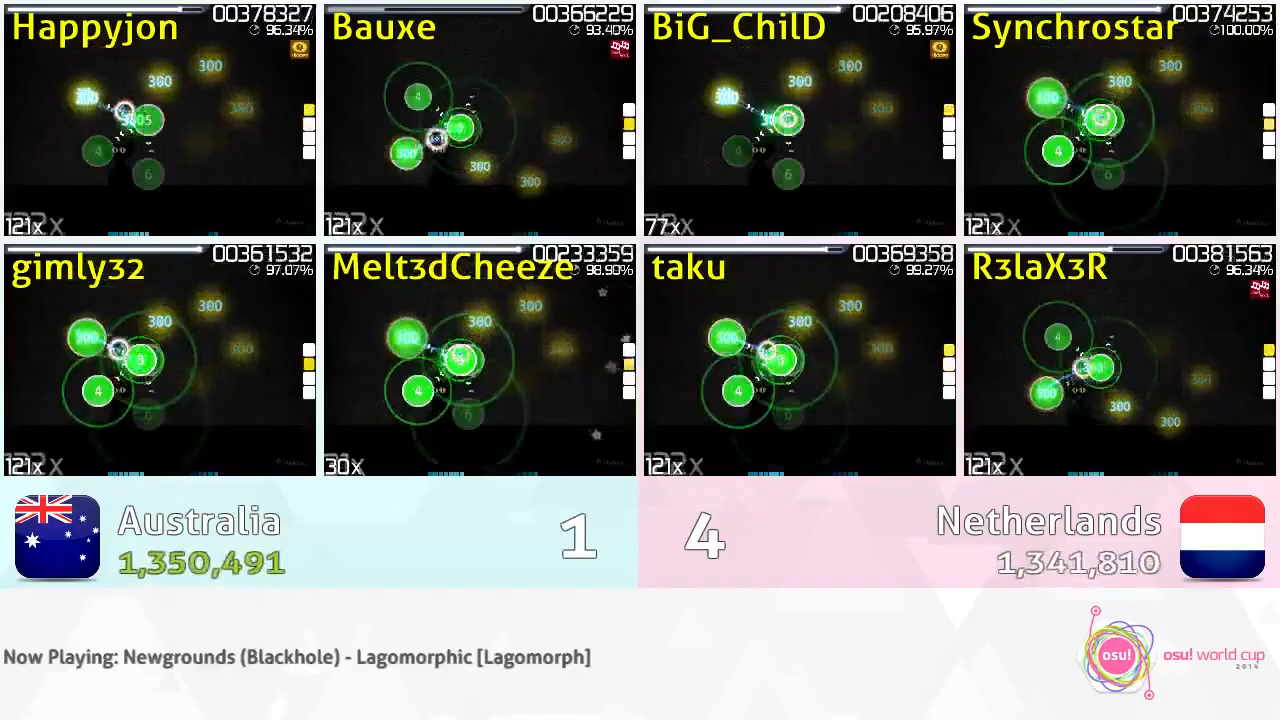 Happyjon
00378327
96.34%
121x
Bauxe
00366229
93.40%
121x
BiG_ChilD
00208406
95.97%
77x
Synchrostar
00374253
100.00%
121x
gimly32
00361532
97.07%
121x
Melt3dCheeze
00233359
98.90%
30x
taku
00369358
99.27%
121x
R3laX3R
00381563
96.34%
121x
Australia
1,350,491
1
4
Netherlands
1,341,810
Now Playing: Newgrounds (Blackhole) - Lagomorphic [Lagomorph]
osu!
osu! world cup
2014